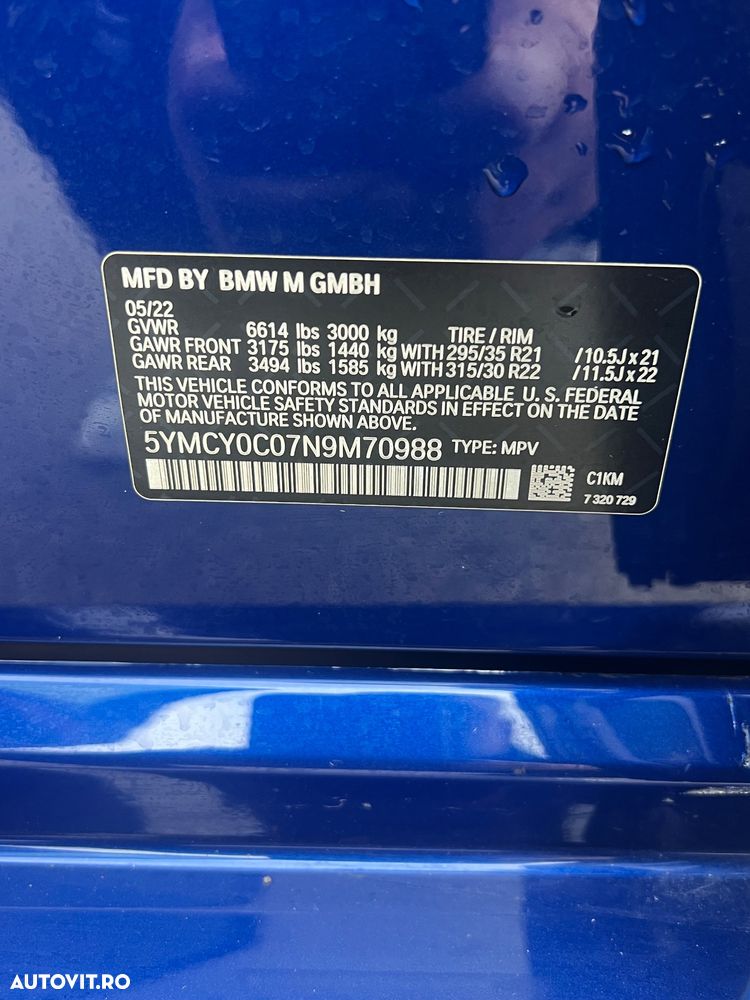 MFD BY BMW M GMBH
05/22
GVWR 6614 lbs 3000 kg TIRE / RIM
GAWR FRONT 3175 lbs 1440 kg WITH 295/35 R21 /10.5J x 21
GAWR REAR 3494 lbs 1585 kg WITH 315/30 R22 /11.5J x 22
THIS VEHICLE CONFORMS TO ALL APPLICABLE U. S. FEDERAL
MOTOR VEHICLE SAFETY STANDARDS IN EFFECT ON THE DATE
OF MANUFACTURE SHOWN ABOVE.
5YMCY0C07N9M70988 TYPE: MPV
C1KM
7 320 729
AUTOVIT.RO